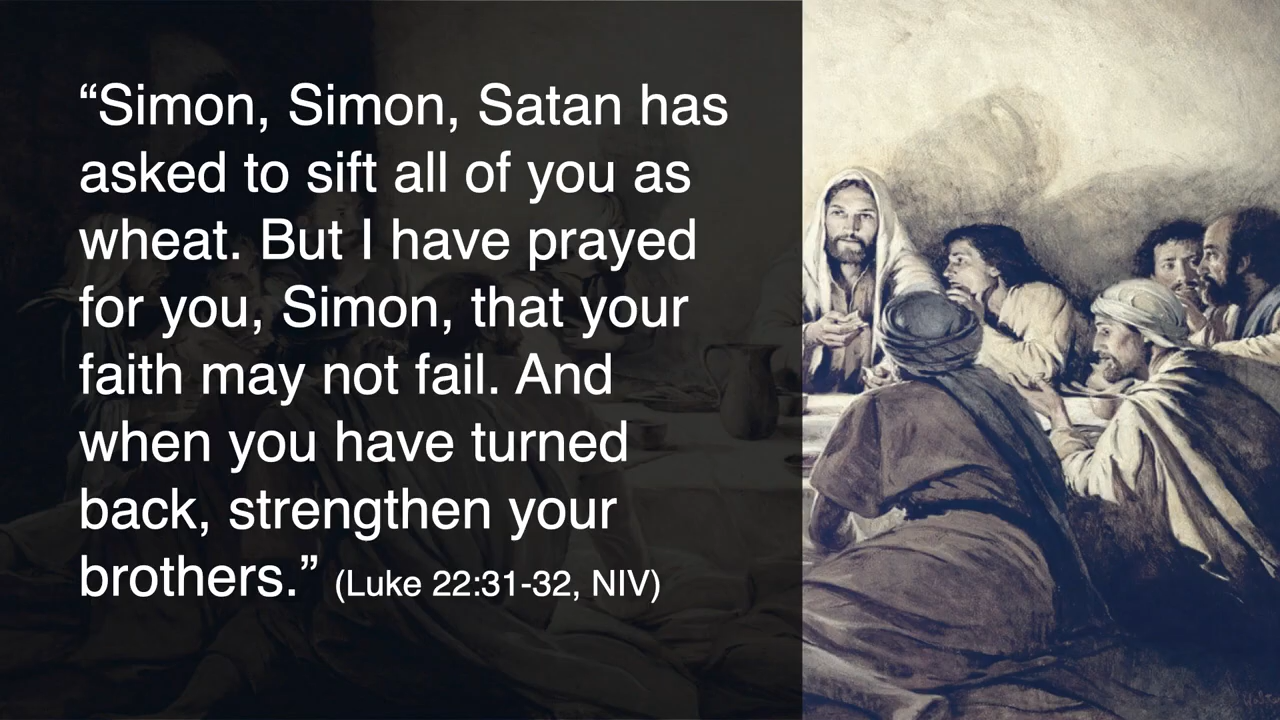 “Simon, Simon, Satan has
asked to sift all of you as
wheat. But I have prayed
for you, Simon, that your
faith may not fail. And
when you have turned
back, strengthen your
brothers.” (Luke 22:31-32, NIV)